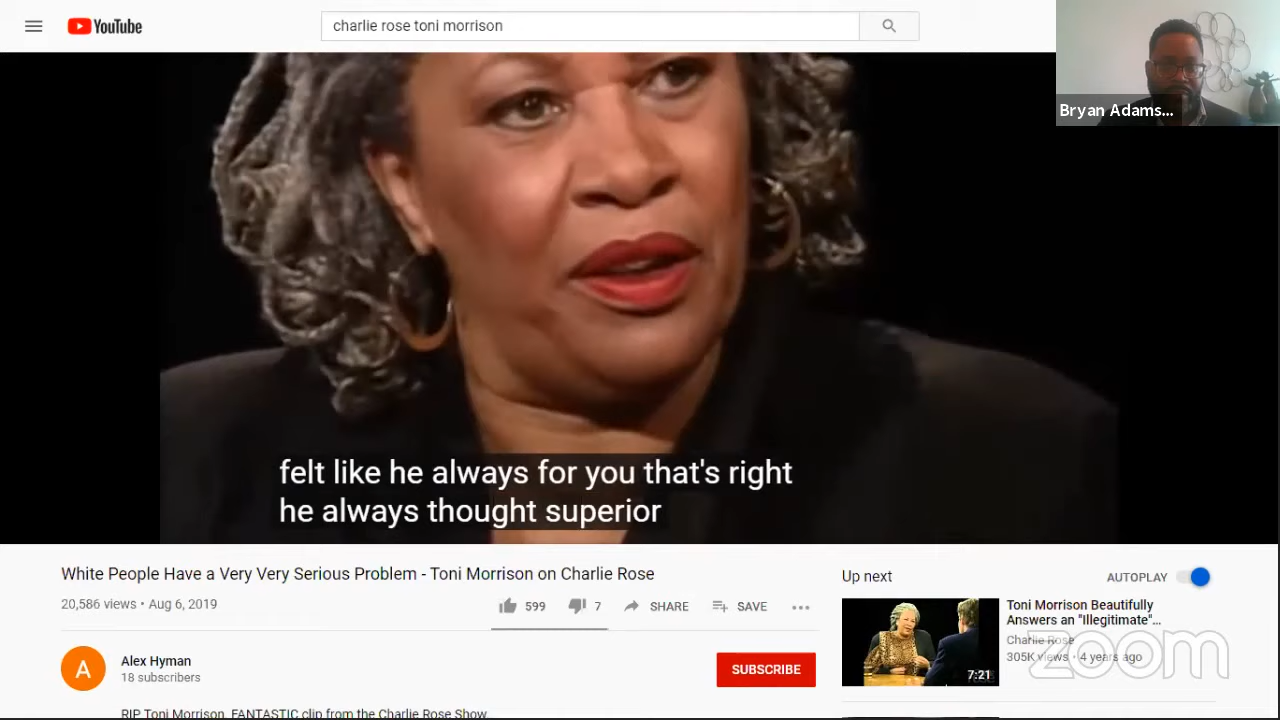 YouTube
charlie rose toni morrison
Bryan Adams...
felt like he always for you that's right
he always thought superior
White People Have a Very Very Serious Problem - Toni Morrison on Charlie Rose
20,586 views • Aug 6, 2019
599
7
SHARE
SAVE
A
Alex Hyman
18 subscribers
SUBSCRIBE
RIP Toni Morrison. FANTASTIC clip from the Charlie Rose Show.
Up next
AUTOPLAY
Toni Morrison Beautifully
Answers an "Illegitimate"...
Charlie Rose
305K views • 4 years ago
7:21
zoom